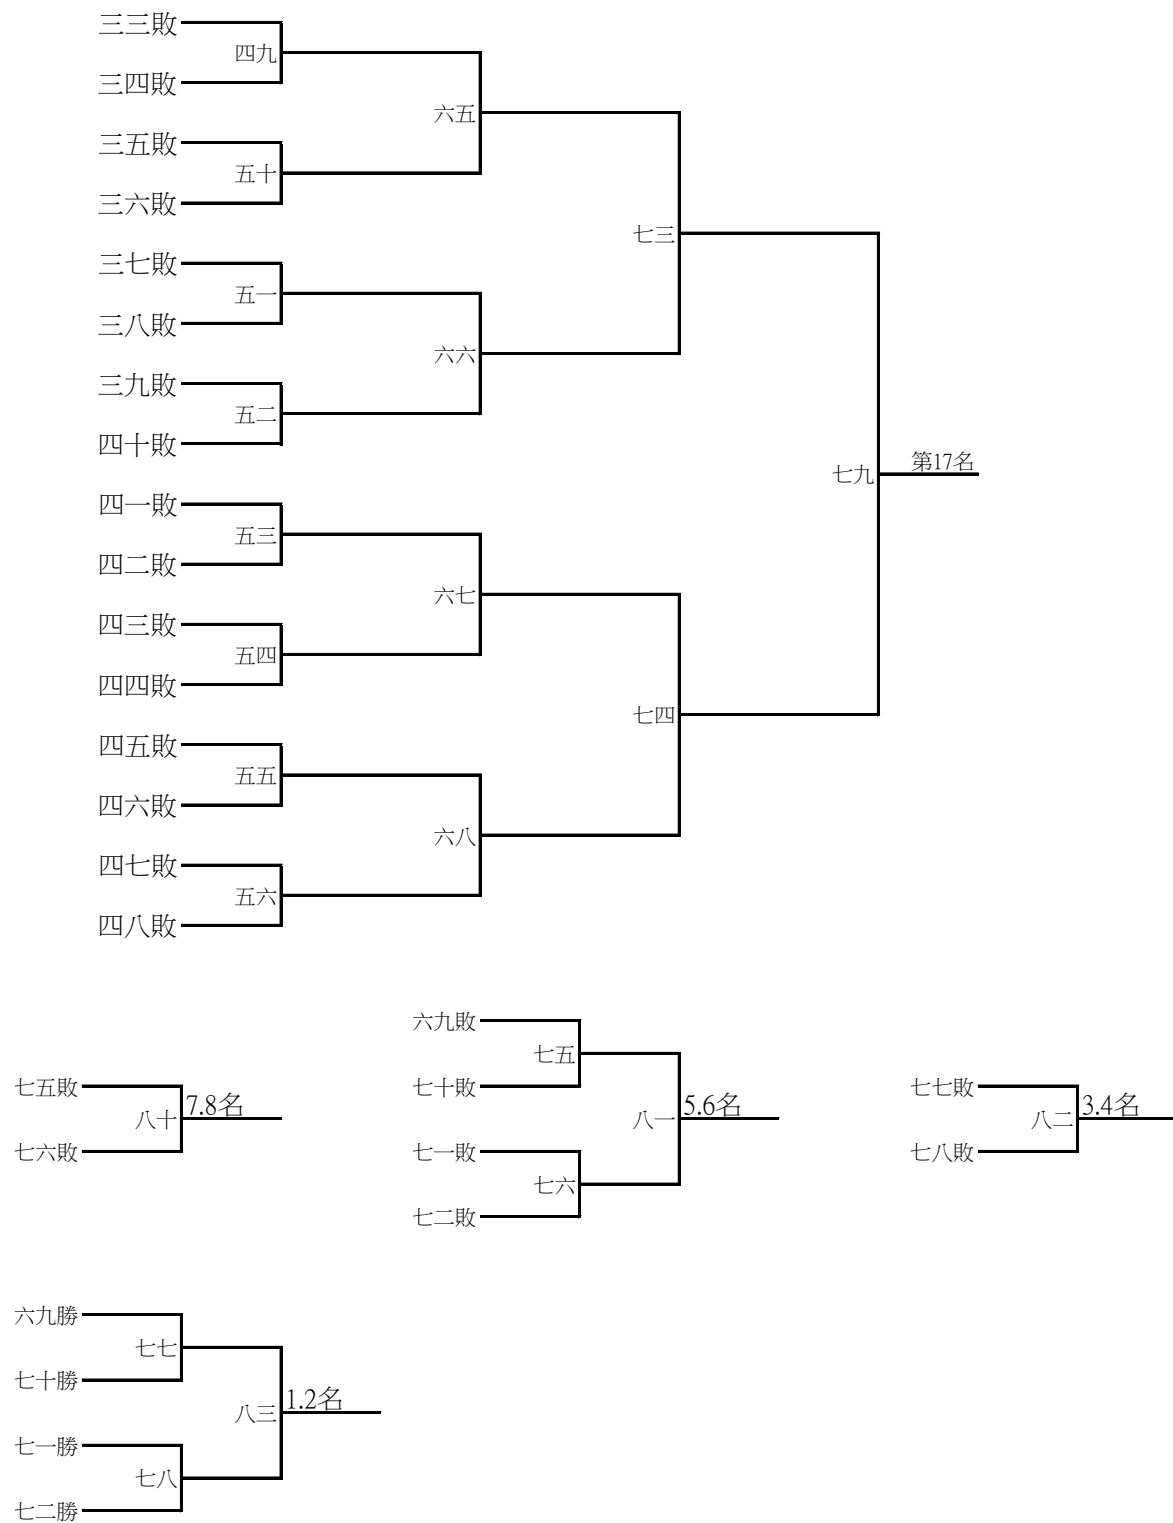 三三敗
四九
三四敗
六五
三五敗
五十
三六敗
七三
三七敗
五一
三八敗
六六
三九敗
五二
四十敗
第17名
七九
四一敗
五三
四二敗
六七
四三敗
五四
四四敗
七四
四五敗
五五
四六敗
六八
四七敗
五六
四八敗
六九敗
七五
七五敗
七十敗
七七敗
八十
7.8名
八一
5.6名
八二
3.4名
七六敗
七一敗
七八敗
七六
七二敗
六九勝
七七
七十勝
八三
1.2名
七一勝
七八
七二勝